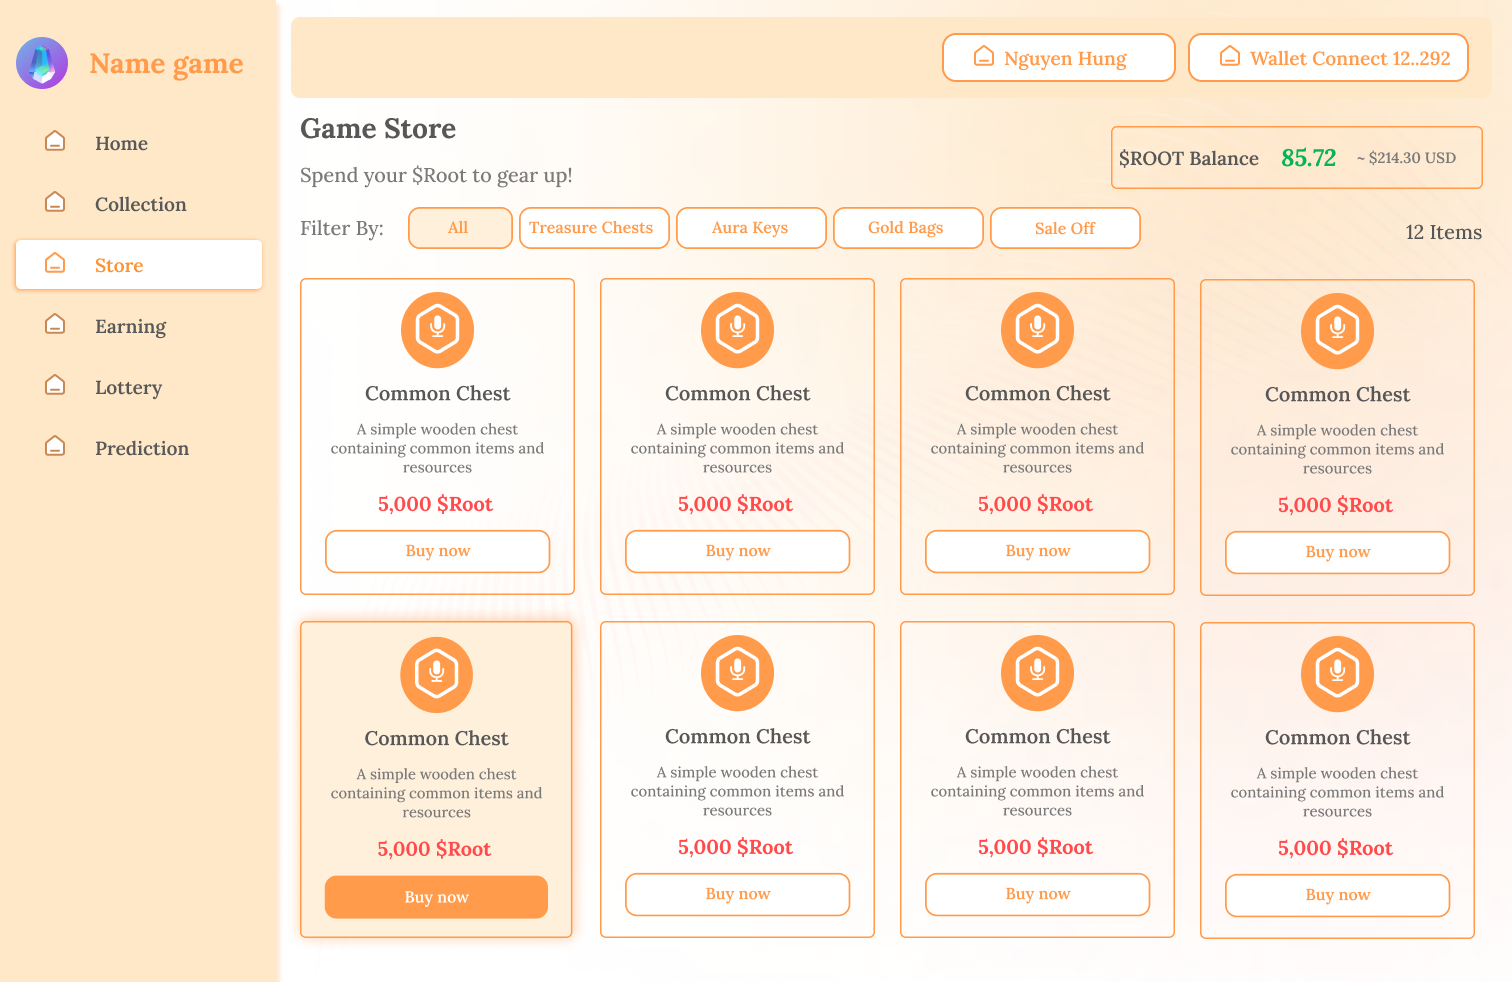 Name game
Home
Collection
Store
Earning
Lottery
Prediction
Nguyen Hung
Wallet Connect 12..292
Game Store
Spend your $Root to gear up!
$ROOT Balance 85.72 ~ $214.30 USD
Filter By: All Treasure Chests Aura Keys Gold Bags Sale Off
12 Items
Common Chest
A simple wooden chest
containing common items and
resources
5,000 $Root
Buy now
Common Chest
A simple wooden chest
containing common items and
resources
5,000 $Root
Buy now
Common Chest
A simple wooden chest
containing common items and
resources
5,000 $Root
Buy now
Common Chest
A simple wooden chest
containing common items and
resources
5,000 $Root
Buy now
Common Chest
A simple wooden chest
containing common items and
resources
5,000 $Root
Buy now
Common Chest
A simple wooden chest
containing common items and
resources
5,000 $Root
Buy now
Common Chest
A simple wooden chest
containing common items and
resources
5,000 $Root
Buy now
Common Chest
A simple wooden chest
containing common items and
resources
5,000 $Root
Buy now